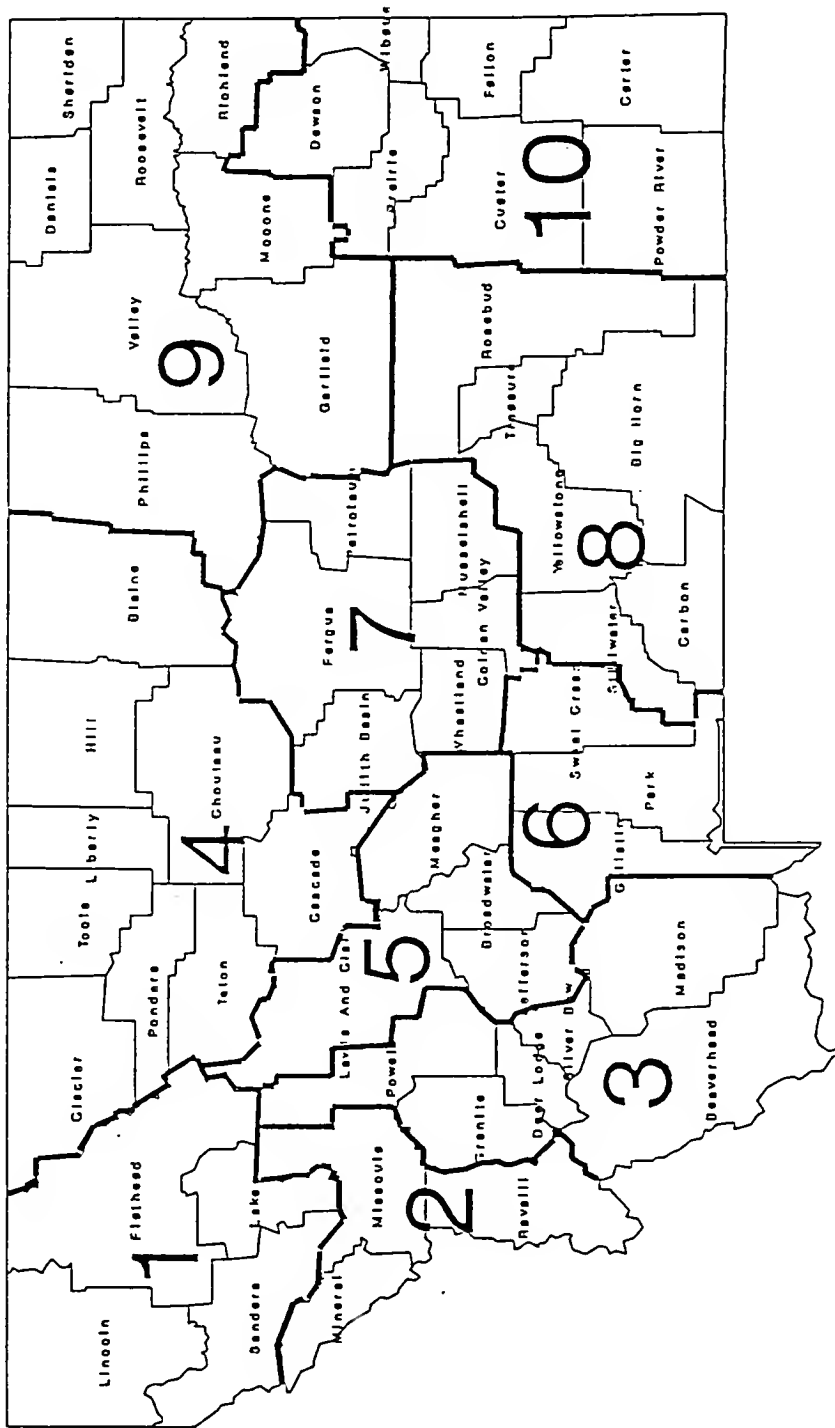 Lincoln
Flathead
1
Sanders
Lake
Mineral
Missoula
2
Ravalli
Granite
Powell
Deer Lodge
Silver Bow
3
Beaverhead
Madison
Glacier
Toole
Liberty
Hill
Blaine
Pondera
Teton
4
Chouteau
Cascade
Lewis And Clar
5
Jefferson
Broadwater
Meagher
6
Gallatin
Park
Sweet Grass
Judith Basin
Fergus
7
Petroleum
Wheatland
Golden Valley
Musselshell
Stillwater
Carbon
8
Yellowstone
Big Horn
Treasure
Rosebud
Phillips
Valley
9
Garfield
Daniels
Sheridan
Roosevelt
Richland
Mccone
Dawson
Wibaux
Prairie
Fallon
Custer
10
Powder River
Carter